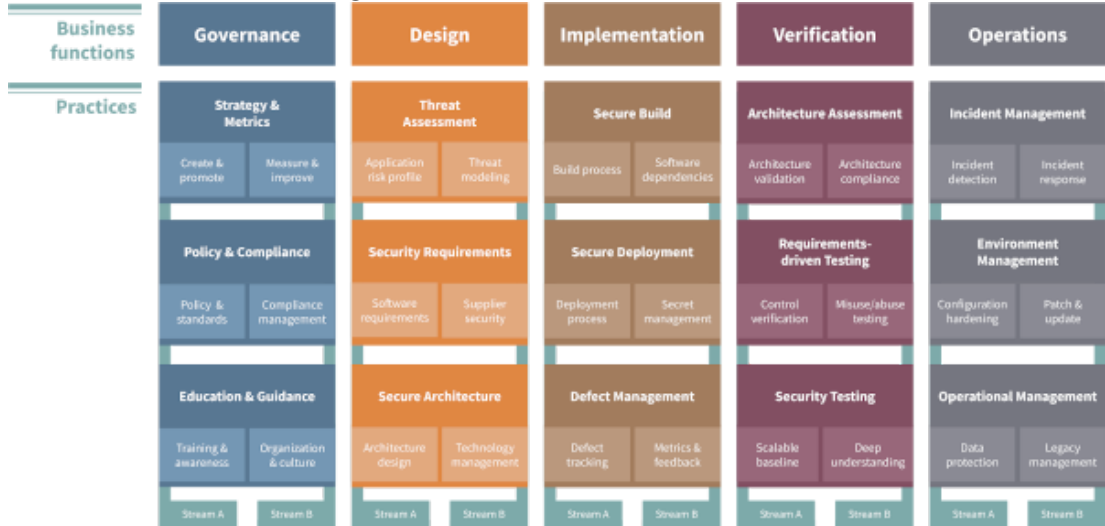 Business
functions
Governance
Design
Implementation
Verification
Operations
Practices
Strategy &
Metrics
Create &
promote
Measure &
improve
Threat
Assessment
Application
risk profile
Threat
modeling
Secure Build
Build process
Software
dependencies
Architecture Assessment
Architecture
validation
Architecture
compliance
Incident Management
Incident
detection
Incident
response
Policy & Compliance
Policy &
standards
Compliance
management
Security Requirements
Software
requirements
Supplier
security
Secure Deployment
Deployment
process
Secret
management
Requirements-
driven Testing
Control
verification
Misuse/abuse
testing
Environment
Management
Configuration
hardening
Patch &
update
Education & Guidance
Training &
awareness
Organization
& culture
Secure Architecture
Architecture
design
Technology
management
Defect Management
Defect
tracking
Metrics &
feedback
Security Testing
Scalable
baseline
Deep
understanding
Operational Management
Data
protection
Legacy
management
Stream A
Stream B
Stream A
Stream B
Stream A
Stream B
Stream A
Stream B
Stream A
Stream B